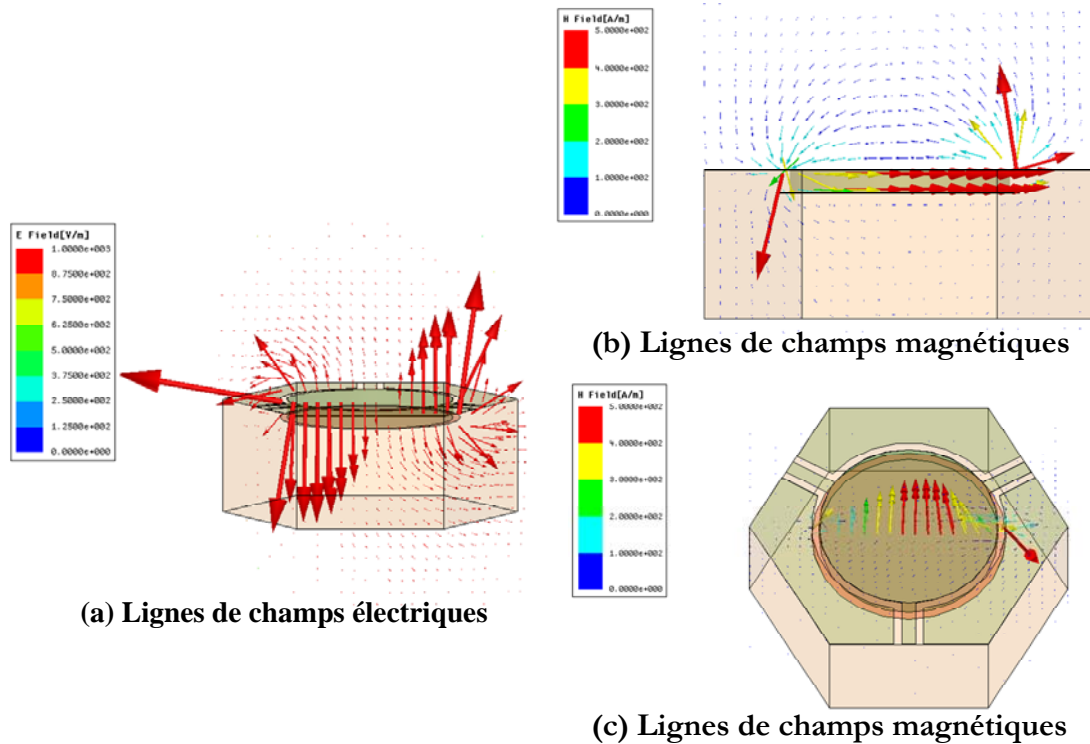 E Field[V/m]
1.0000e+003
8.7500e+002
7.5000e+002
6.2500e+002
5.0000e+002
3.7500e+002
2.5000e+002
1.2500e+002
0.0000e+000
(a) Lignes de champs électriques
H Field[A/m]
5.0000e+002
4.0000e+002
3.0000e+002
2.0000e+002
1.0000e+002
0.0000e+000
(b) Lignes de champs magnétiques
H Field[A/m]
5.0000e+002
4.0000e+002
3.0000e+002
2.0000e+002
1.0000e+002
0.0000e+000
(c) Lignes de champs magnétiques